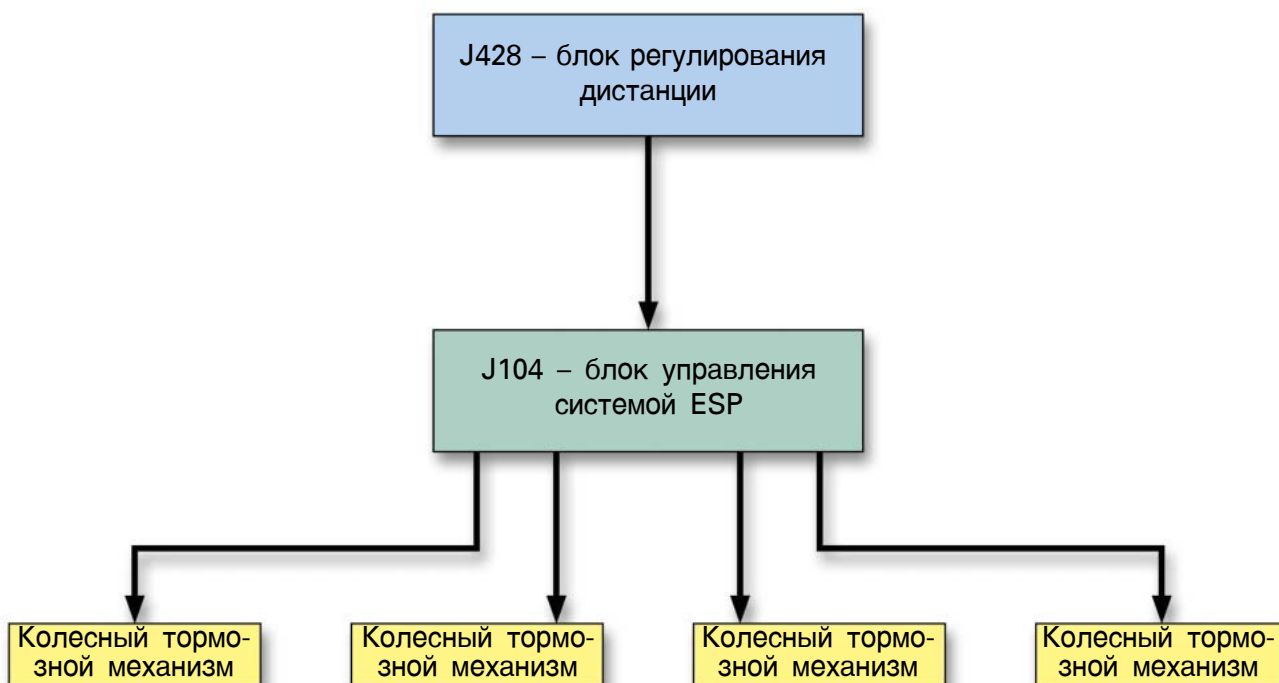 J428 – блок регулирования
дистанции
J104 – блок управления
системой ESP
Колесный тормо-
зной механизм
Колесный тормо-
зной механизм
Колесный тормо-
зной механизм
Колесный тормо-
зной механизм